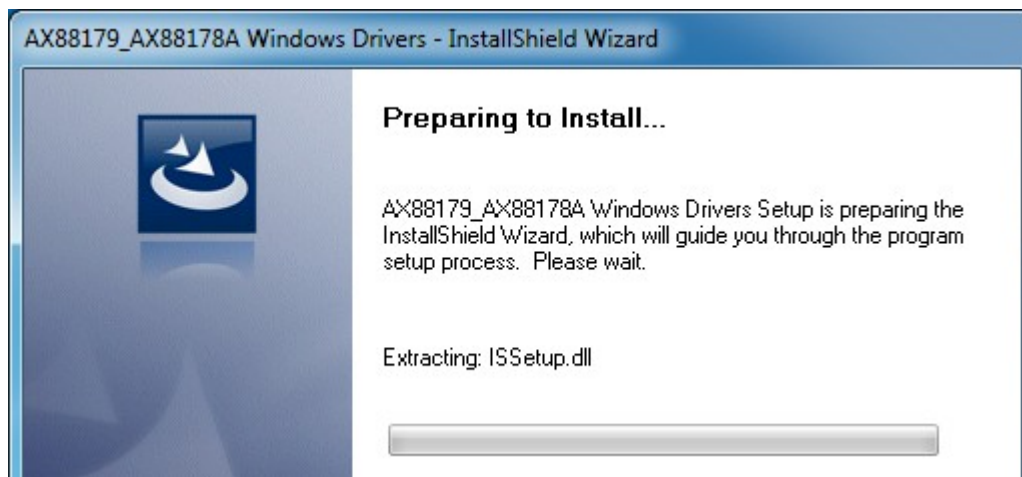 AX88179_AX88178A Windows Drivers - InstallShield Wizard
Preparing to Install...
AX88179_AX88178A Windows Drivers Setup is preparing the
InstallShield Wizard, which will guide you through the program
setup process.  Please wait.
Extracting: ISSetup.dll